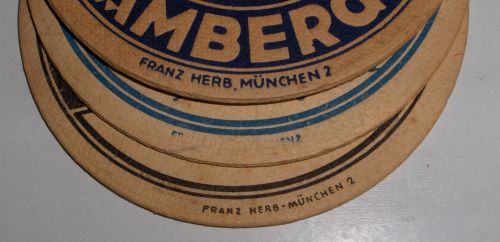 AMBERG
FRANZ HERB, MÜNCHEN 2
FRANZ HERB-MÜNCHEN 2